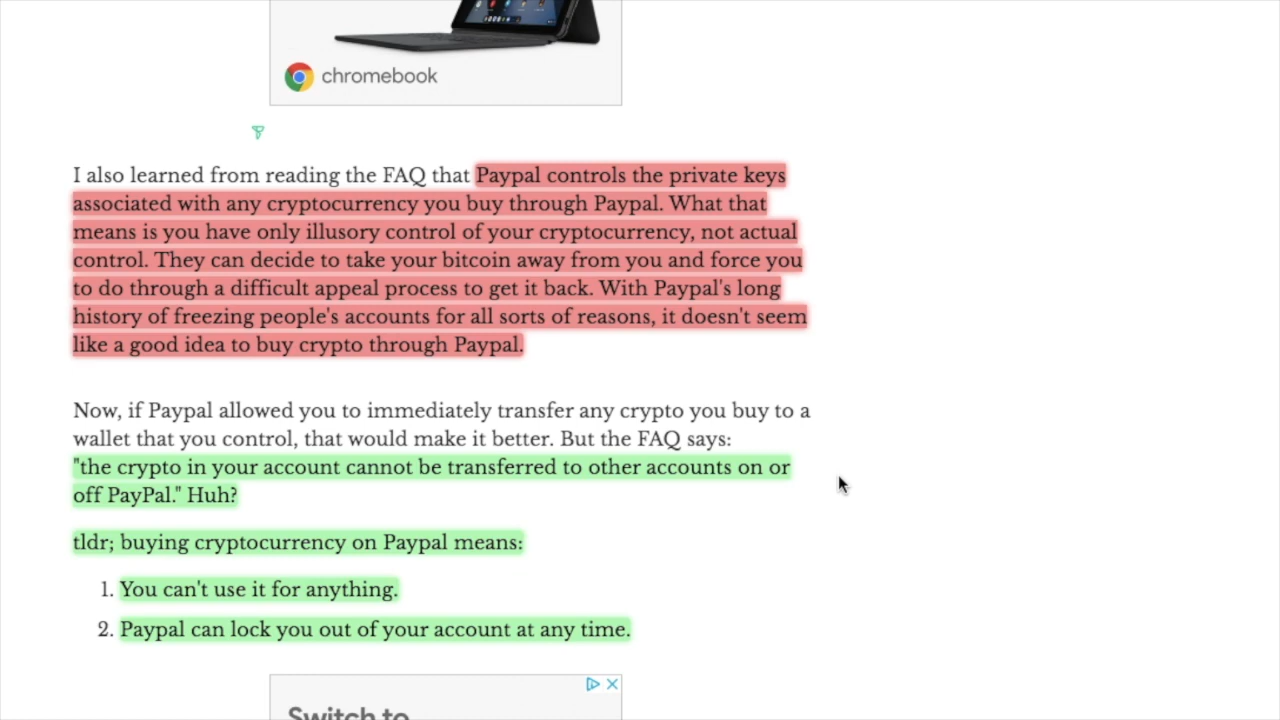 chromebook
I also learned from reading the FAQ that Paypal controls the private keys
associated with any cryptocurrency you buy through Paypal. What that
means is you have only illusory control of your cryptocurrency, not actual
control. They can decide to take your bitcoin away from you and force you
to do through a difficult appeal process to get it back. With Paypal's long
history of freezing people's accounts for all sorts of reasons, it doesn't seem
like a good idea to buy crypto through Paypal.
Now, if Paypal allowed you to immediately transfer any crypto you buy to a
wallet that you control, that would make it better. But the FAQ says:
"the crypto in your account cannot be transferred to other accounts on or
off PayPal." Huh?
tldr; buying cryptocurrency on Paypal means:
1. You can't use it for anything.
2. Paypal can lock you out of your account at any time.
Switch to